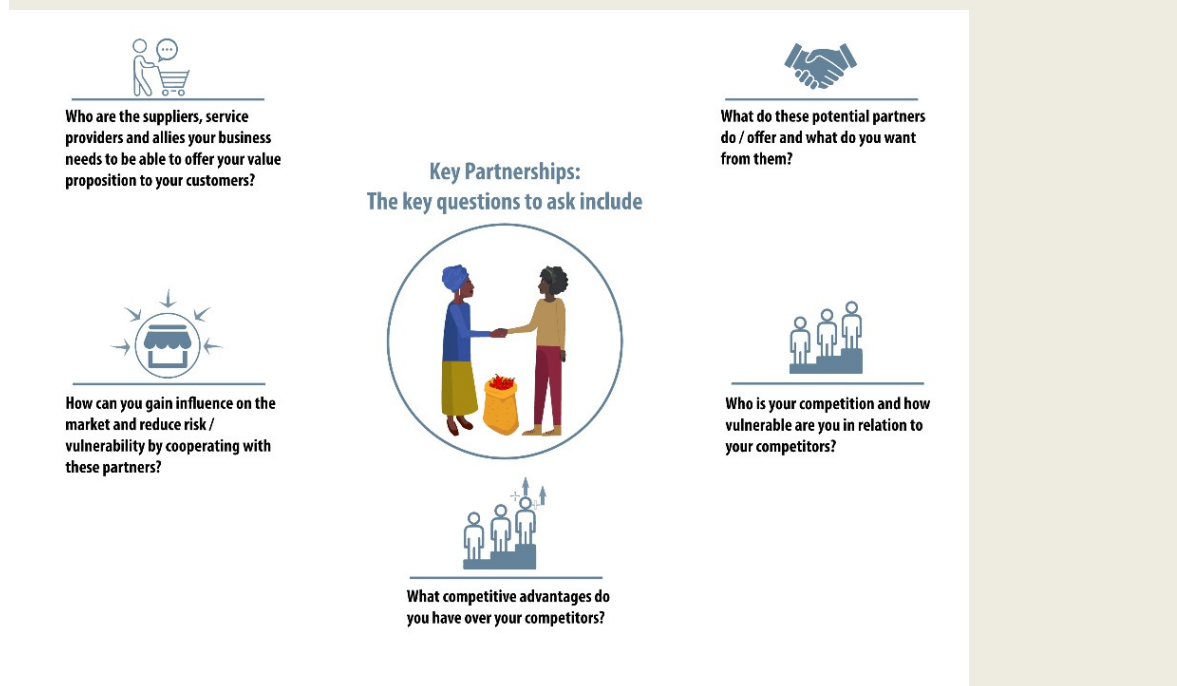 Key Partnerships:
The key questions to ask include
Who are the suppliers, service
providers and allies your business
needs to be able to offer your value
proposition to your customers?
What do these potential partners
do / offer and what do you want
from them?
How can you gain influence on the
market and reduce risk /
vulnerability by cooperating with
these partners?
Who is your competition and how
vulnerable are you in relation to
your competitors?
What competitive advantages do
you have over your competitors?